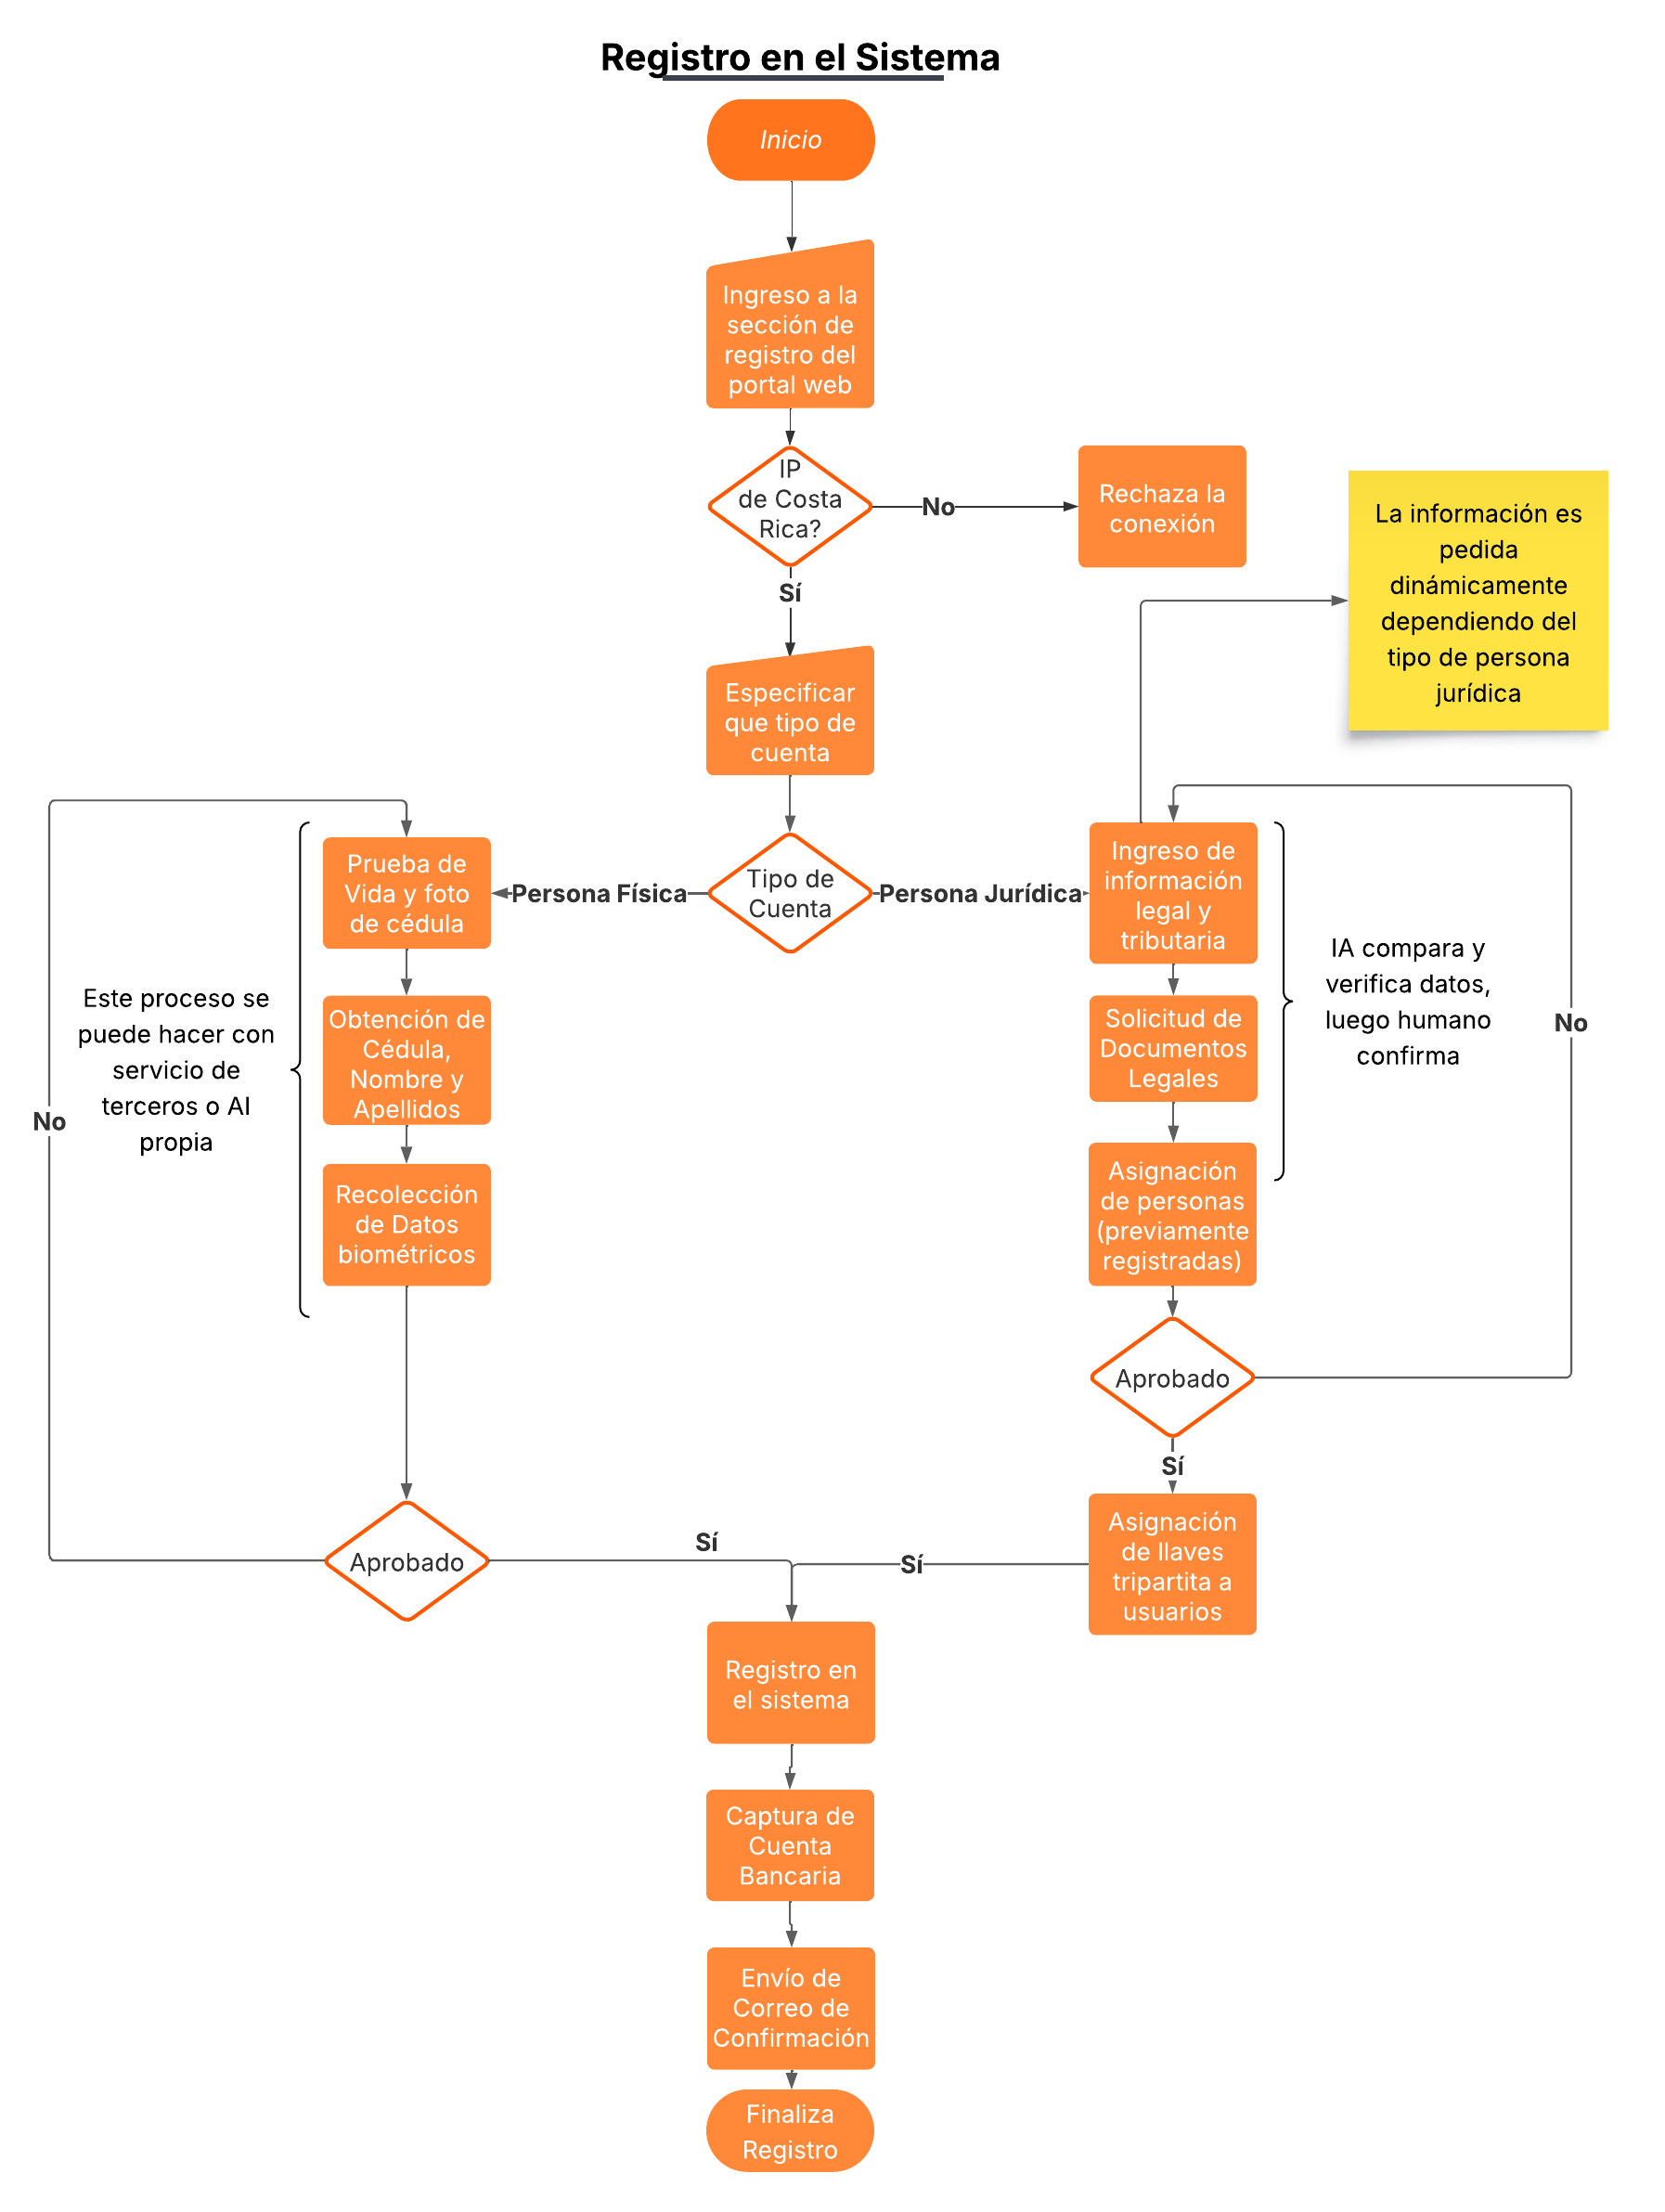 Registro en el Sistema
Inicio
Ingreso a la
sección de
registro del
portal web
IP
de Costa
Rica?
No
Rechaza la
conexión
La información es
pedida
dinámicamente
dependiendo del
tipo de persona
jurídica
Sí
Especificar
que tipo de
cuenta
Tipo de
Cuenta
Persona Física
Persona Jurídica
Prueba de
Vida y foto
de cédula
Obtención de
Cédula,
Nombre y
Apellidos
Recolección
de Datos
biométricos
Este proceso se
puede hacer con
servicio de
terceros o AI
propia
No
Aprobado
Sí
Ingreso de
información
legal y
tributaria
Solicitud de
Documentos
Legales
Asignación
de personas
(previamente
registradas)
IA compara y
verifica datos,
luego humano
confirma
No
Aprobado
Sí
Asignación
de llaves
tripartita a
usuarios
Sí
Registro en
el sistema
Captura de
Cuenta
Bancaria
Envío de
Correo de
Confirmación
Finaliza
Registro